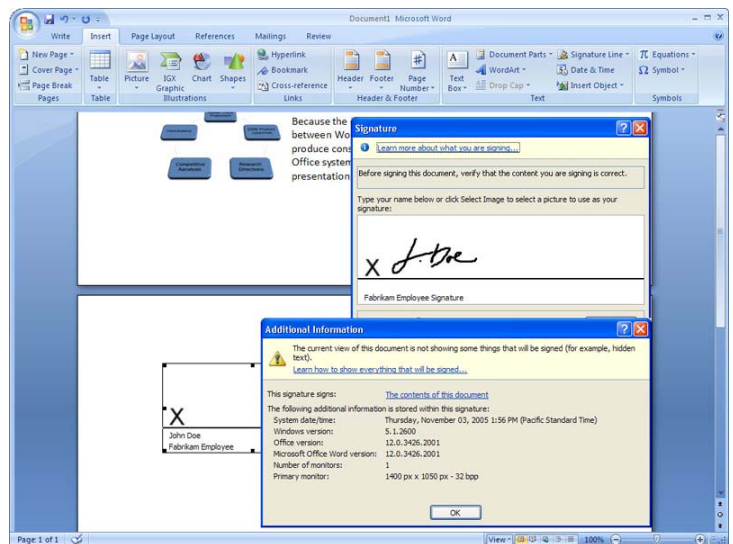 Document1 Microsoft Word
Write Insert Page Layout References Mailings Review
New Page
Cover Page
Page Break
Pages
Table
Table
Picture IGX Graphic Chart Shapes
Illustrations
Hyperlink
Bookmark
Cross-reference
Links
Header Footer Page Number
Header & Footer
A Text Box
Document Parts
WordArt
Drop Cap
Signature Line
Date & Time
Insert Object
Text
π Equations
Ω Symbol
Symbols
Competitive Aanalysis
Research Directions
Because the
between Wo
produce cons
Office system
presentation
Signature
Learn more about what you are signing...
Before signing this document, verify that the content you are signing is correct.
Type your name below or click Select Image to select a picture to use as your
signature:
X J. Doe
Fabrikam Employee Signature
X
John Doe
Fabrikam Employee
Additional Information
The current view of this document is not showing some things that will be signed (for example, hidden
text).
Learn how to show everything that will be signed...
This signature signs: The contents of this document
The following additional information is stored within this signature:
System date/time: Thursday, November 03, 2005 1:56 PM (Pacific Standard Time)
Windows version: 5.1.2600
Office version: 12.0.3426.2001
Microsoft Office Word version: 12.0.3426.2001
Number of monitors: 1
Primary monitor: 1400 px x 1050 px - 32 bpp
OK
Page: 1 of 1
View 100%